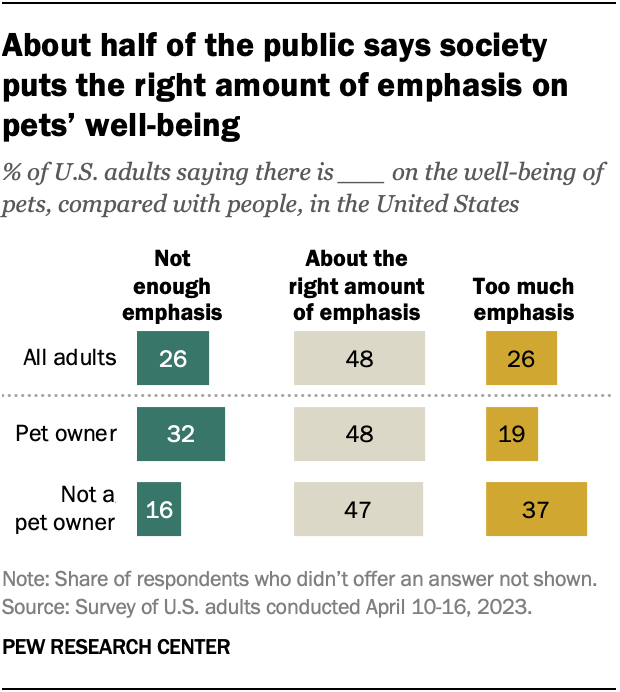 About half of the public says society
puts the right amount of emphasis on
pets’ well-being
% of U.S. adults saying there is ___ on the well-being of
pets, compared with people, in the United States
Not
enough
emphasis
About the
right amount
of emphasis
Too much
emphasis
All adults 26 48 26
Pet owner 32 48 19
Not a
pet owner 16 47 37
Note: Share of respondents who didn’t offer an answer not shown.
Source: Survey of U.S. adults conducted April 10-16, 2023.
PEW RESEARCH CENTER